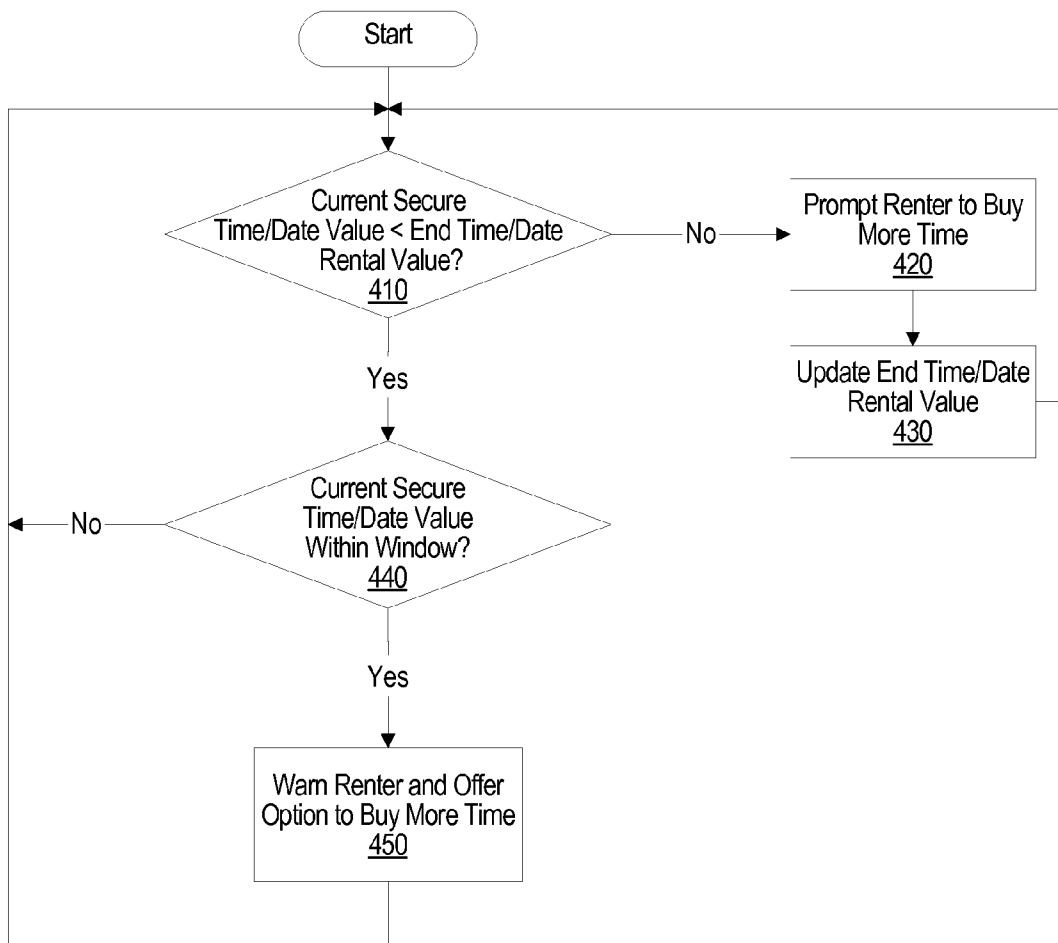 Start
Current Secure
Time/Date Value < End Time/Date
Rental Value?
410
No
Prompt Renter to Buy
More Time
420
Yes
Update End Time/Date
Rental Value
430
Current Secure
Time/Date Value
Within Window?
440
No
Yes
Warn Renter and Offer
Option to Buy More Time
450